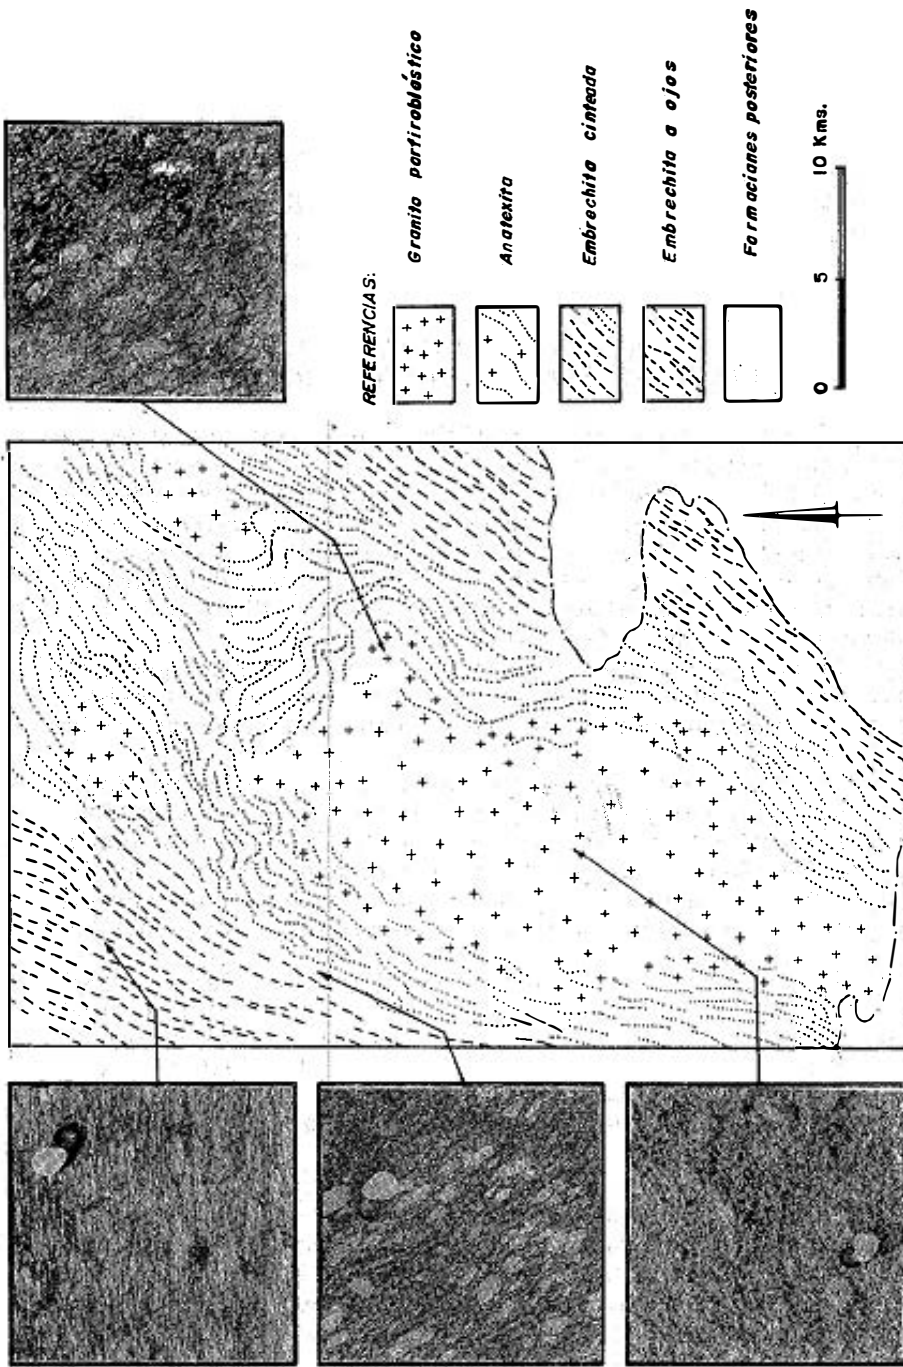 REFERENCIAS:
Granito porfiroblástico
Anatexita
Embrechita cinteada
Embrechita a ojos
Formaciones posteriores
0 5 10 Kms.